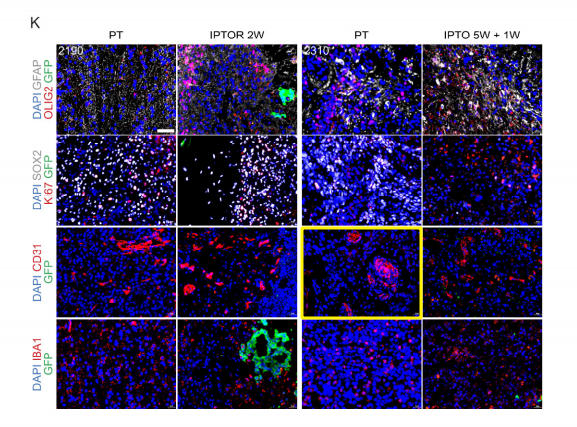 K
PT
IPTOR 2W
PT
IPTO 5W + 1W
2190
2310
DAPI GFAP
OLIG2 GFP
DAPI SOX2
KI67 GFP
DAPI CD31
GFP
DAPI IBA1
GFP